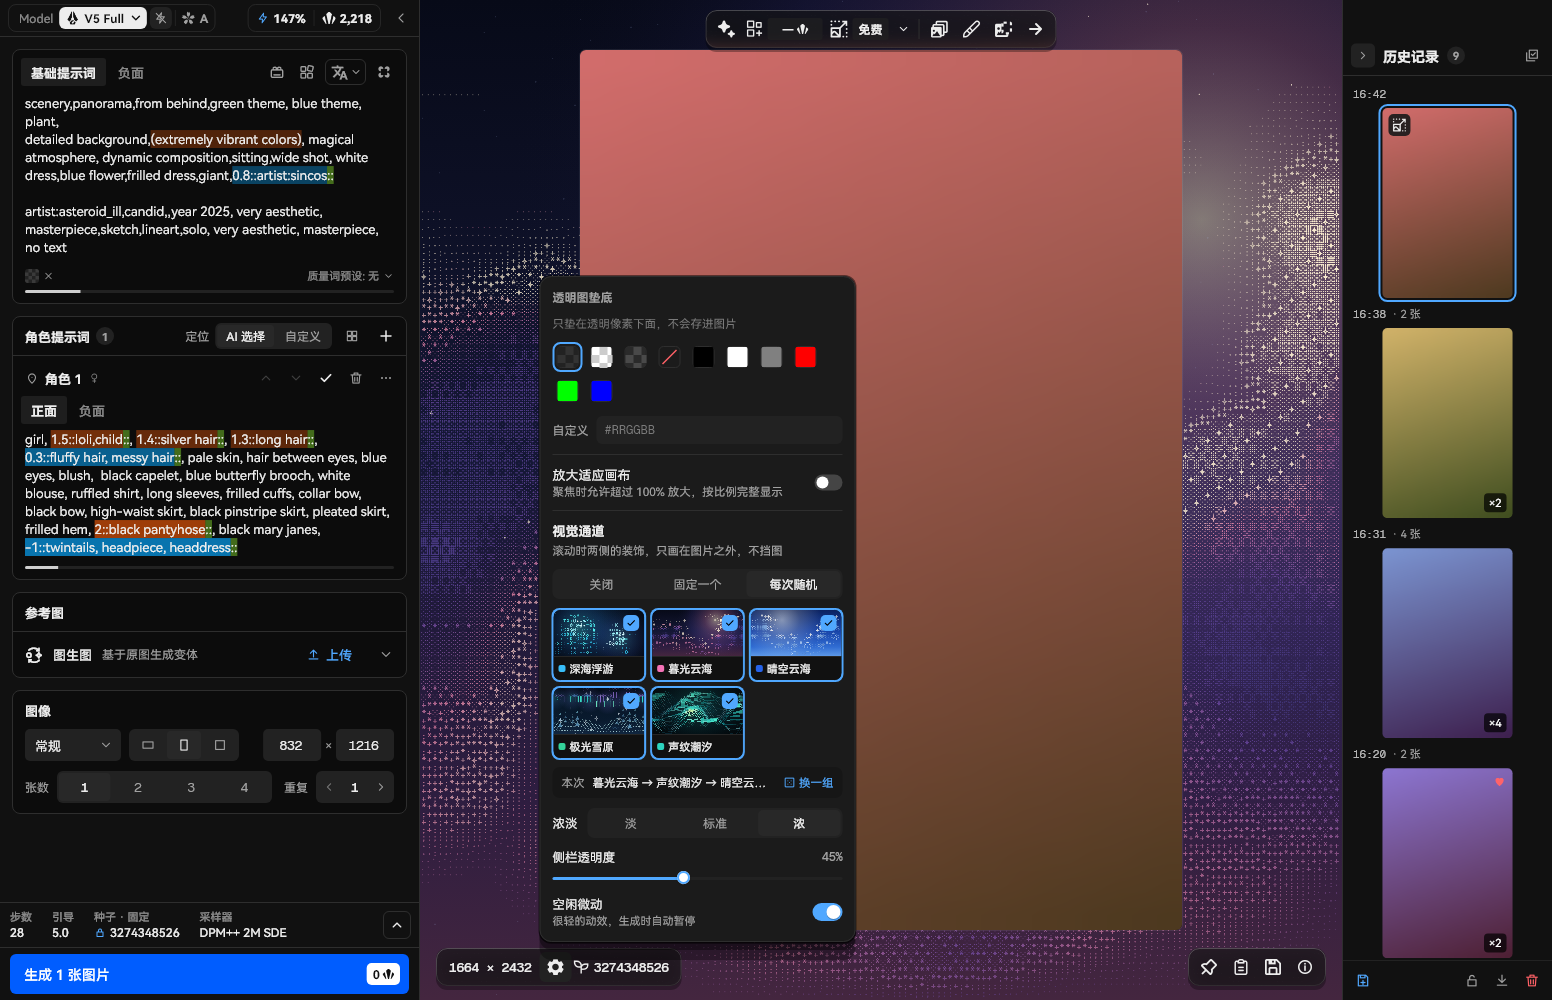 Model V5 Full A 147% 2,218
免费
基础提示词 负面
scenery,panorama,from behind,green theme, blue theme,
plant,
detailed background,(extremely vibrant colors), magical
atmosphere, dynamic composition,sitting,wide shot, white
dress,blue flower,frilled dress,giant,0.8::artist:sincos::
artist:asteroid_ill,candid,,year 2025, very aesthetic,
masterpiece,sketch,lineart,solo, very aesthetic, masterpiece,
no text
质量词预设: 无
角色提示词 1 定位 AI 选择 自定义
角色 1
正面 负面
girl, 1.5::loli,child::, 1.4::silver hair::, 1.3::long hair::,
0.3::fluffy hair, messy hair::, pale skin, hair between eyes, blue
eyes, blush, black capelet, blue butterfly brooch, white
blouse, ruffled shirt, long sleeves, frilled cuffs, collar bow,
black bow, high-waist skirt, black pinstripe skirt, pleated skirt,
frilled hem, 2::black pantyhose::, black mary janes,
-1::twintails, headpiece, headdress::
参考图
图生图 基于原图生成变体 上传
图像
常规 832 × 1216
张数 1 2 3 4 重复 1
步数 引导 种子 · 固定 采样器
28 5.0 3274348526 DPM++ 2M SDE
生成 1 张图片 0
透明图垫底
只垫在透明像素下面，不会存进图片
自定义 #RRGGBB
放大适应画布
聚焦时允许超过 100% 放大，按比例完整显示
视觉通道
滚动时两侧的装饰，只画在图片之外，不挡图
关闭 固定一个 每次随机
深海浮游 暮光云海 晴空云海
极光雪原 声纹潮汐
本次 暮光云海 → 声纹潮汐 → 晴空云... 换一组
浓淡 淡 标准 浓
侧栏透明度 45%
空闲微动
很轻的动效，生成时自动暂停
1664 × 2432 3274348526
历史记录 9
16:42
16:38 · 2 张
×2
16:31 · 4 张
×4
16:20 · 2 张
×2